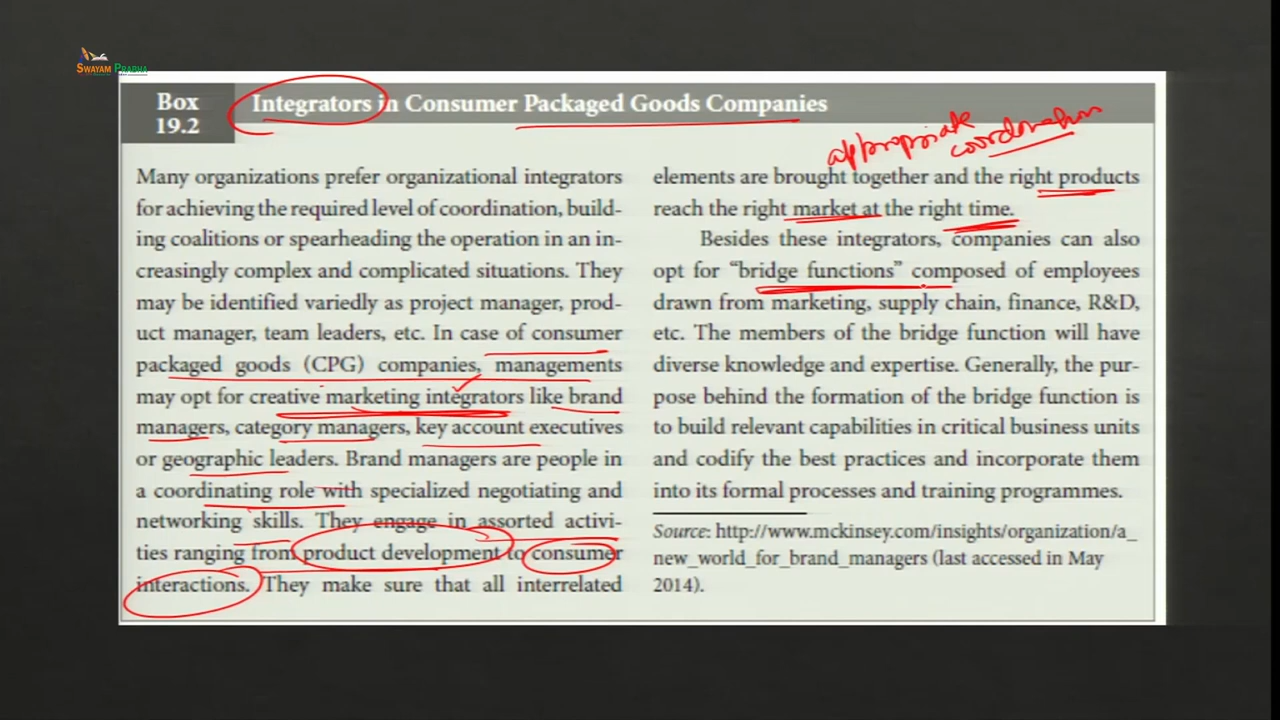 SWAYAM PRABHA
Box
19.2
Integrators in Consumer Packaged Goods Companies
Many organizations prefer organizational integrators
for achieving the required level of coordination, build-
ing coalitions or spearheading the operation in an in-
creasingly complex and complicated situations. They
may be identified variedly as project manager, prod-
uct manager, team leaders, etc. In case of consumer
packaged goods (CPG) companies, managements
may opt for creative marketing integrators like brand
managers, category managers, key account executives
or geographic leaders. Brand managers are people in
a coordinating role with specialized negotiating and
networking skills. They engage in assorted activi-
ties ranging from product development to consumer
interactions. They make sure that all interrelated
appropriate
coordination
elements are brought together and the right products
reach the right market at the right time.
Besides these integrators, companies can also
opt for "bridge functions" composed of employees
drawn from marketing, supply chain, finance, R&D,
etc. The members of the bridge function will have
diverse knowledge and expertise. Generally, the pur-
pose behind the formation of the bridge function is
to build relevant capabilities in critical business units
and codify the best practices and incorporate them
into its formal processes and training programmes.
Source: http://www.mckinsey.com/insights/organization/a_
new_world_for_brand_managers (last accessed in May
2014).